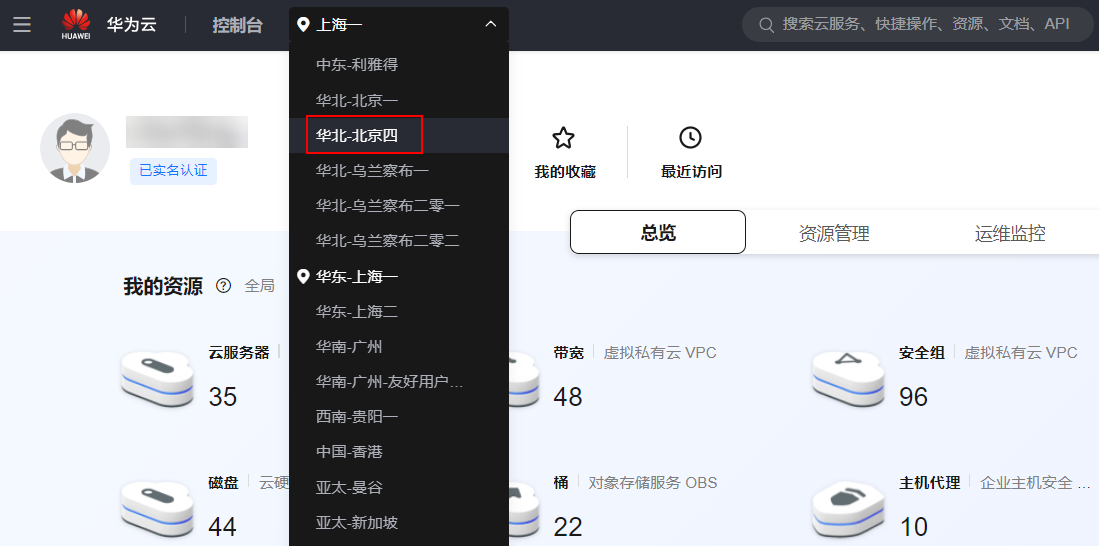 HUAWEI 华为云 控制台 上海一 搜索云服务、快捷操作、资源、文档、API
中东-利雅得
华北-北京一
华北-北京四
华北-乌兰察布一
华北-乌兰察布二零一
华北-乌兰察布二零二
华东-上海一
华东-上海二
华南-广州
华南-广州-友好用户...
西南-贵阳一
中国-香港
亚太-曼谷
亚太-新加坡
已实名认证
我的收藏 最近访问
总览 资源管理 运维监控
我的资源 ? 全局
云服务器 带宽 虚拟私有云 VPC 安全组 虚拟私有云 VPC
35 48 96
磁盘 云硬 桶 对象存储服务 OBS 主机代理 企业主机安全 ...
44 22 10